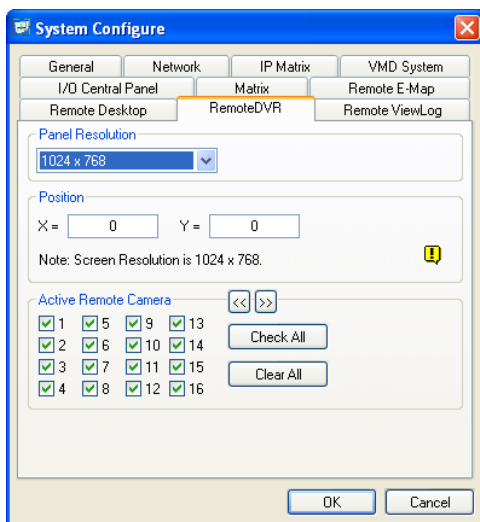 System Configure
General Network IP Matrix VMD System
I/O Central Panel Matrix Remote E-Map
Remote Desktop RemoteDVR Remote ViewLog
Panel Resolution
1024 x 768
Position
X = 0 Y = 0
Note: Screen Resolution is 1024 x 768.
Active Remote Camera << >>
1 5 9 13
Check All
2 6 10 14
3 7 11 15
Clear All
4 8 12 16
OK Cancel